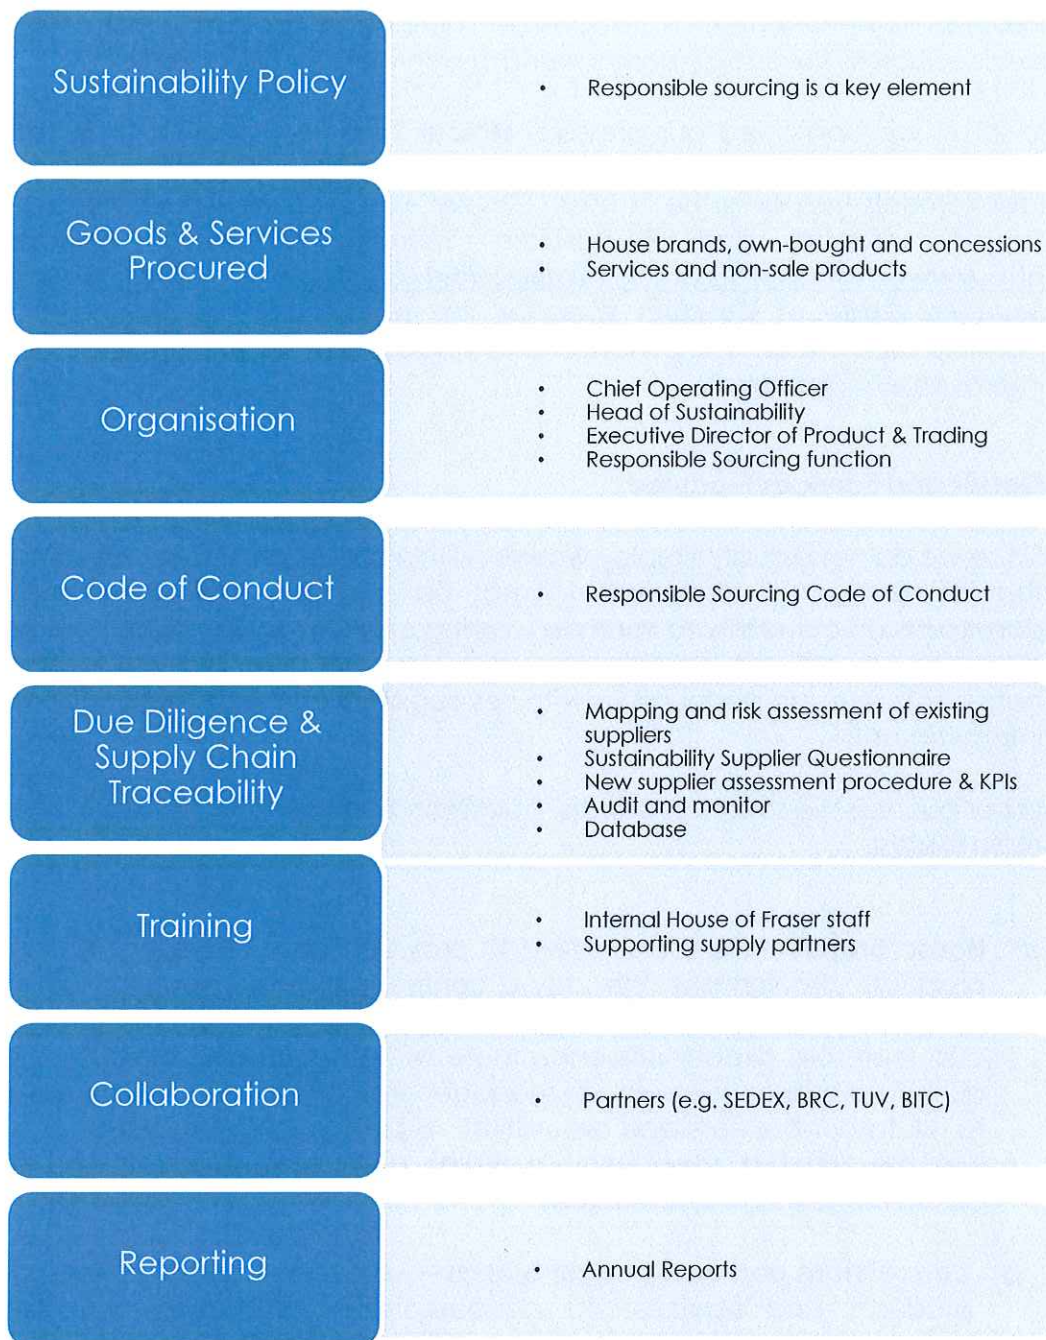 Sustainability Policy
• Responsible sourcing is a key element
Goods & Services
Procured
• House brands, own-bought and concessions
• Services and non-sale products
Organisation
• Chief Operating Officer
• Head of Sustainability
• Executive Director of Product & Trading
• Responsible Sourcing function
Code of Conduct
• Responsible Sourcing Code of Conduct
Due Diligence &
Supply Chain
Traceability
• Mapping and risk assessment of existing
suppliers
• Sustainability Supplier Questionnaire
• New supplier assessment procedure & KPIs
• Audit and monitor
• Database
Training
• Internal House of Fraser staff
• Supporting supply partners
Collaboration
• Partners (e.g. SEDEX, BRC, TUV, BITC)
Reporting
• Annual Reports